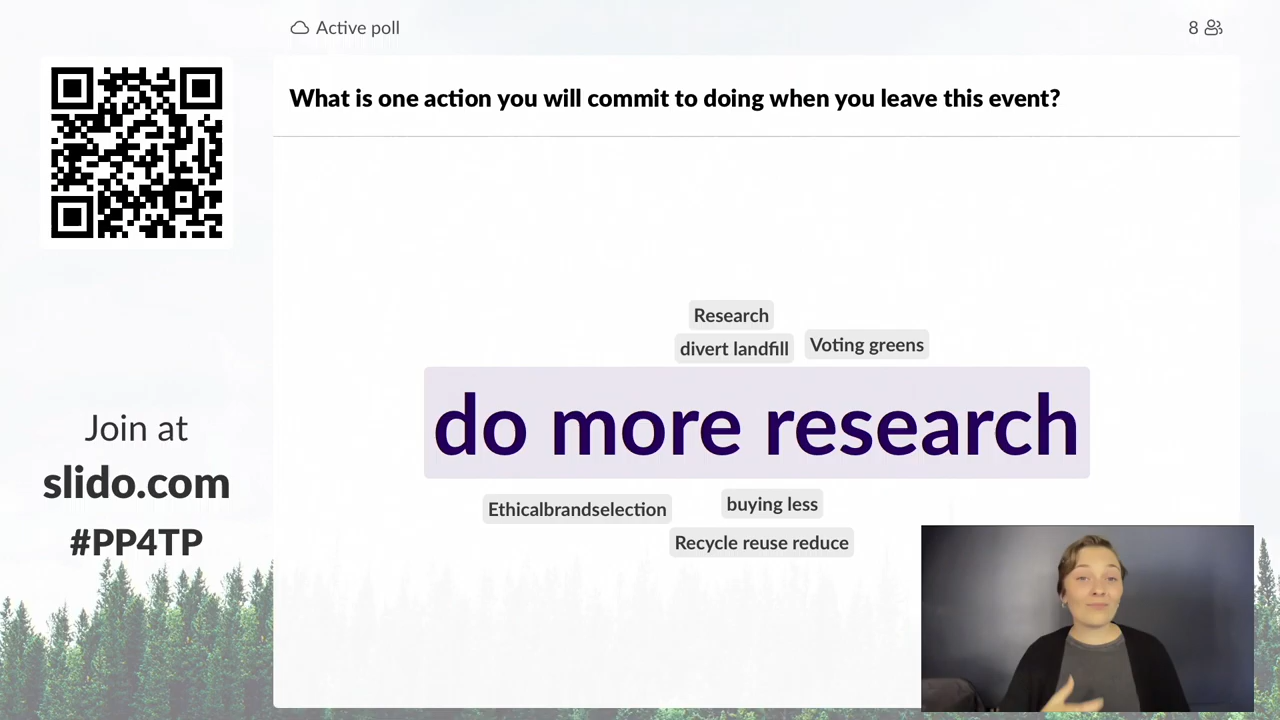 Active poll
8
What is one action you will commit to doing when you leave this event?
Research
divert landfill
Voting greens
do more research
Ethicalbrandselection
buying less
Recycle reuse reduce
Join at
slido.com
#PP4TP